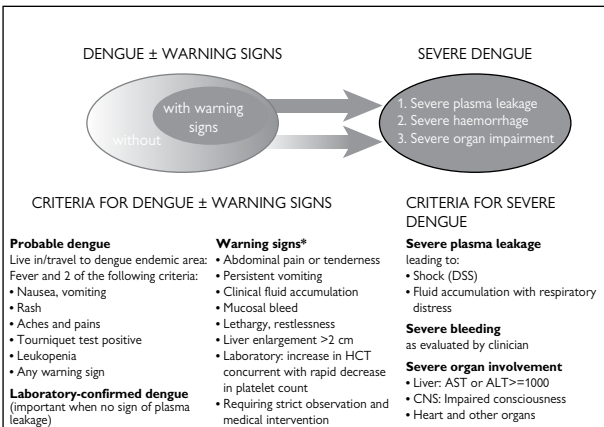 DENGUE ± WARNING SIGNS
SEVERE DENGUE
with warning
signs
without
1. Severe plasma leakage
2. Severe haemorrhage
3. Severe organ impairment
CRITERIA FOR DENGUE ± WARNING SIGNS
Probable dengue
Live in/travel to dengue endemic area:
Fever and 2 of the following criteria:
• Nausea, vomiting
• Rash
• Aches and pains
• Tourniquet test positive
• Leukopenia
• Any warning sign
Laboratory-confirmed dengue
(important when no sign of plasma
leakage)
Warning signs*
• Abdominal pain or tenderness
• Persistent vomiting
• Clinical fluid accumulation
• Mucosal bleed
• Lethargy, restlessness
• Liver enlargement >2 cm
• Laboratory: increase in HCT
concurrent with rapid decrease
in platelet count
• Requiring strict observation and
medical intervention
CRITERIA FOR SEVERE
DENGUE
Severe plasma leakage
leading to:
• Shock (DSS)
• Fluid accumulation with respiratory
distress
Severe bleeding
as evaluated by clinician
Severe organ involvement
• Liver: AST or ALT>=1000
• CNS: Impaired consciousness
• Heart and other organs